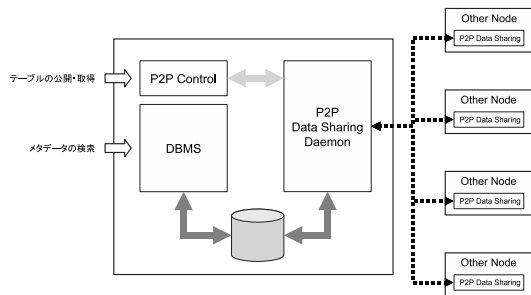 テーブルの公開・取得
メタデータの検索
P2P Control
DBMS
P2P
Data Sharing
Daemon
Other Node
P2P Data Sharing
Other Node
P2P Data Sharing
Other Node
P2P Data Sharing
Other Node
P2P Data Sharing